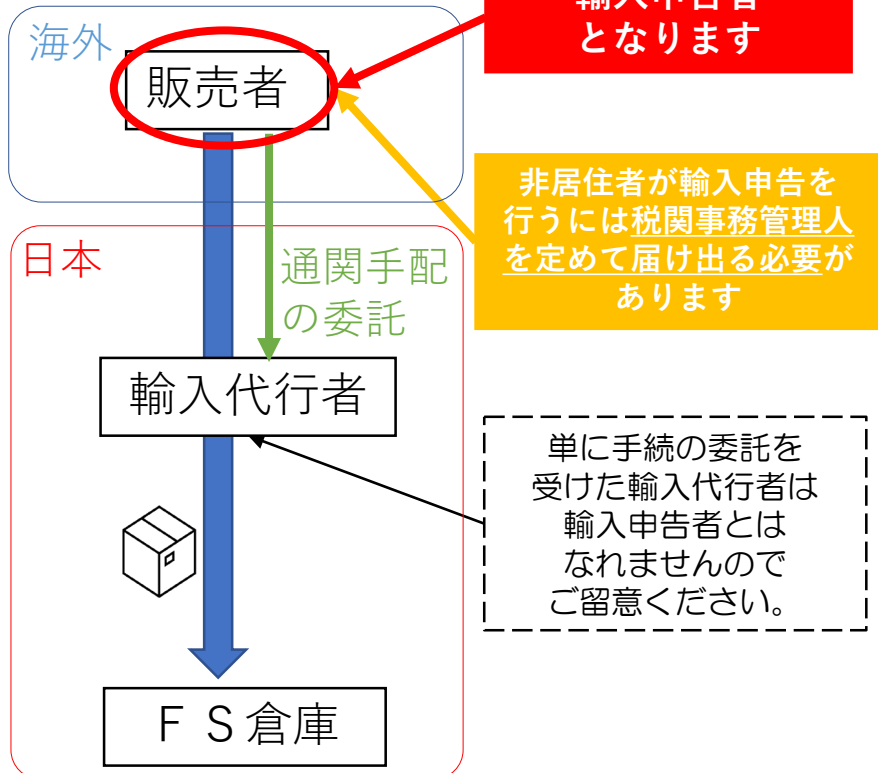 輸入申告者
となります
海外
販売者
非居住者が輸入申告を
行うには税関事務管理人
を定めて届け出る必要が
あります
日本
通関手配
の委託
輸入代行者
単に手続の委託を
受けた輸入代行者は
輸入申告者とは
なれませんので
ご留意ください。
ＦＳ倉庫